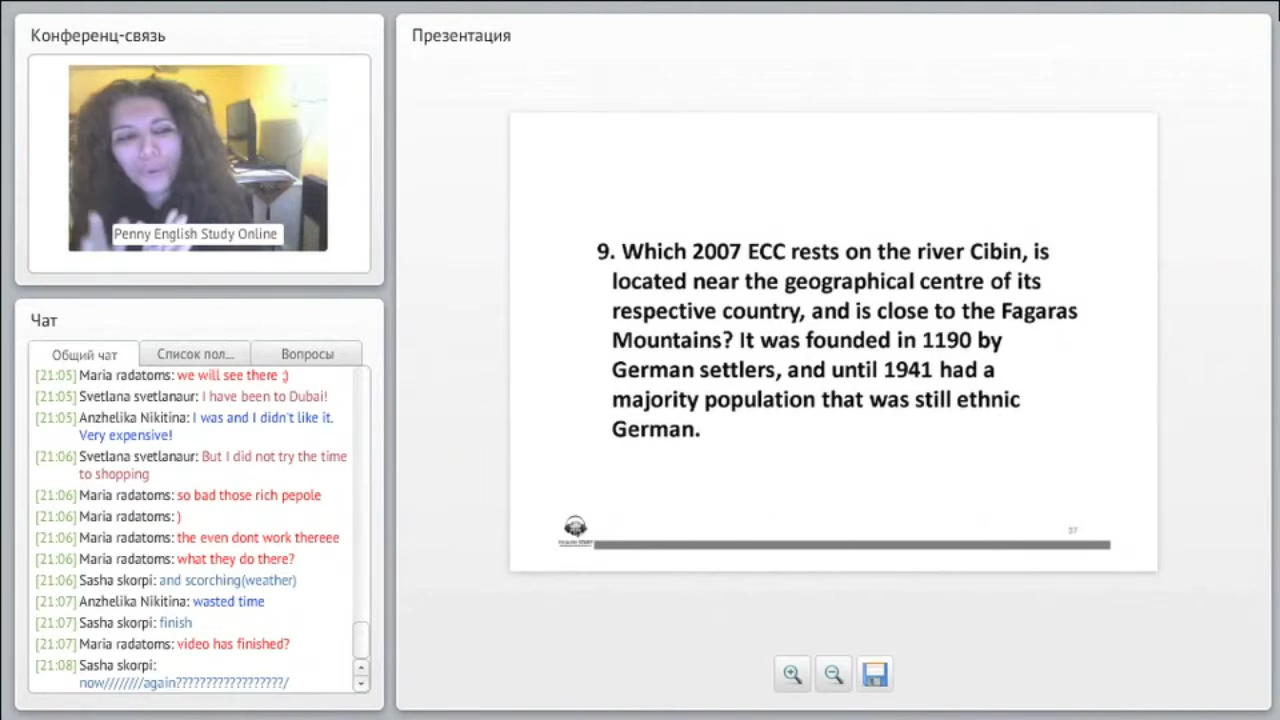 Конференц-связь
Penny English Study Online
Чат
Общий чат
Список пол...
Вопросы
[21:05] Maria radatoms: we will see there ;)
[21:05] Svetlana svetlanaur: I have been to Dubai!
[21:05] Anzhelika Nikitina: I was and I didn't like it.
Very expensive!
[21:06] Svetlana svetlanaur: But I did not try the time
to shopping
[21:06] Maria radatoms: so bad those rich pepole
[21:06] Maria radatoms: )
[21:06] Maria radatoms: the even dont work thereee
[21:06] Maria radatoms: what they do there?
[21:06] Sasha skorpi: and scorching(weather)
[21:07] Anzhelika Nikitina: wasted time
[21:07] Sasha skorpi: finish
[21:07] Maria radatoms: video has finished?
[21:08] Sasha skorpi:
now////////again?????????????????/
Презентация
9. Which 2007 ECC rests on the river Cibin, is
located near the geographical centre of its
respective country, and is close to the Fagaras
Mountains? It was founded in 1190 by
German settlers, and until 1941 had a
majority population that was still ethnic
German.
37